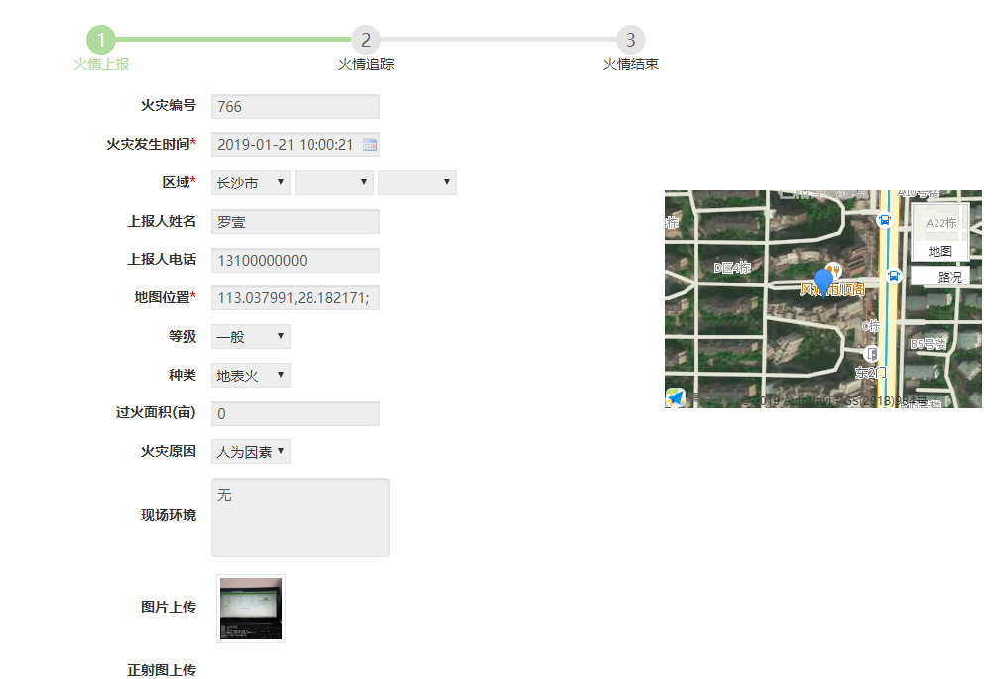 1
2
3
火情上报
火情追踪
火情结束
火灾编号
766
火灾发生时间*
2019-01-21 10:00:21
区域*
长沙市
上报人姓名
罗壹
上报人电话
13100000000
地图位置*
113.037991,28.182171;
等级
一般
种类
地表火
过火面积(亩)
0
火灾原因
人为因素
现场环境
无
图片上传
正射图上传
A10号楼
栋
A22栋
地图
路况
D区4栋
C栋
B5号楼
东2门
© 2019 AutoNavi - GS(2018)984号